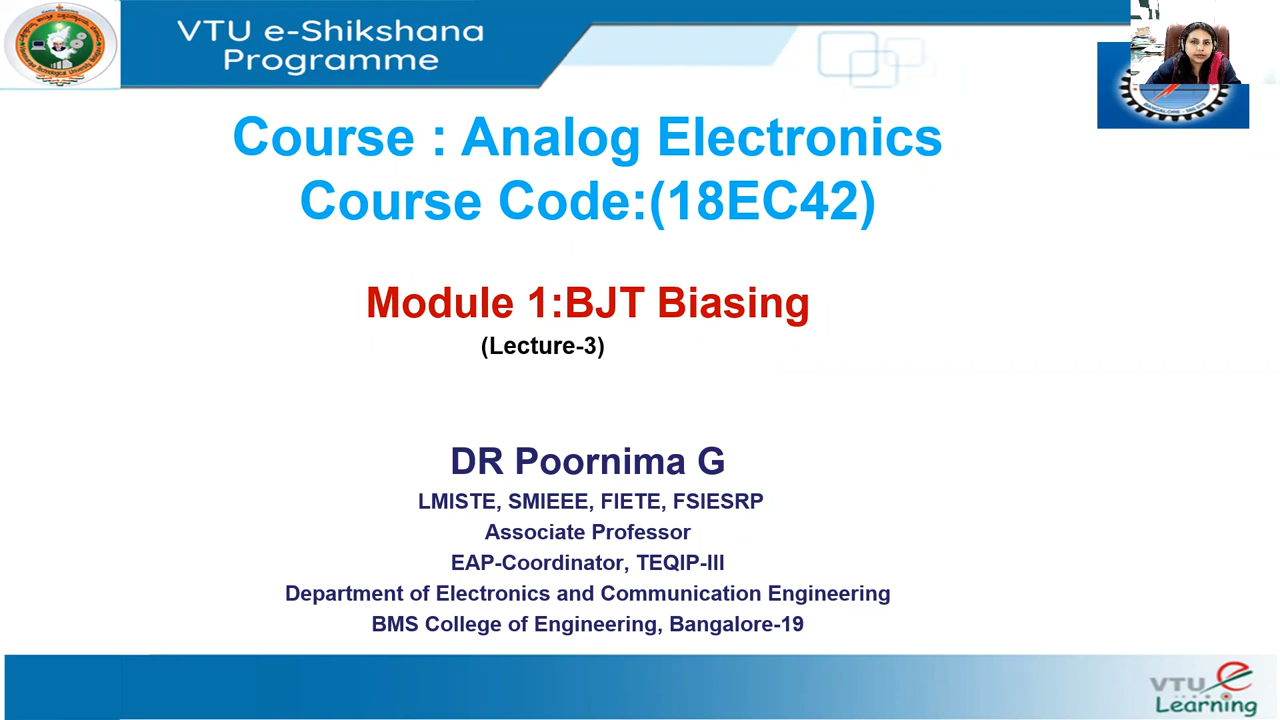 VTU e-Shikshana
Programme
Course : Analog Electronics
Course Code:(18EC42)
Module 1:BJT Biasing
(Lecture-3)
DR Poornima G
LMISTE, SMIEEE, FIETE, FSIESRP
Associate Professor
EAP-Coordinator, TEQIP-III
Department of Electronics and Communication Engineering
BMS College of Engineering, Bangalore-19
VTU e
Learning